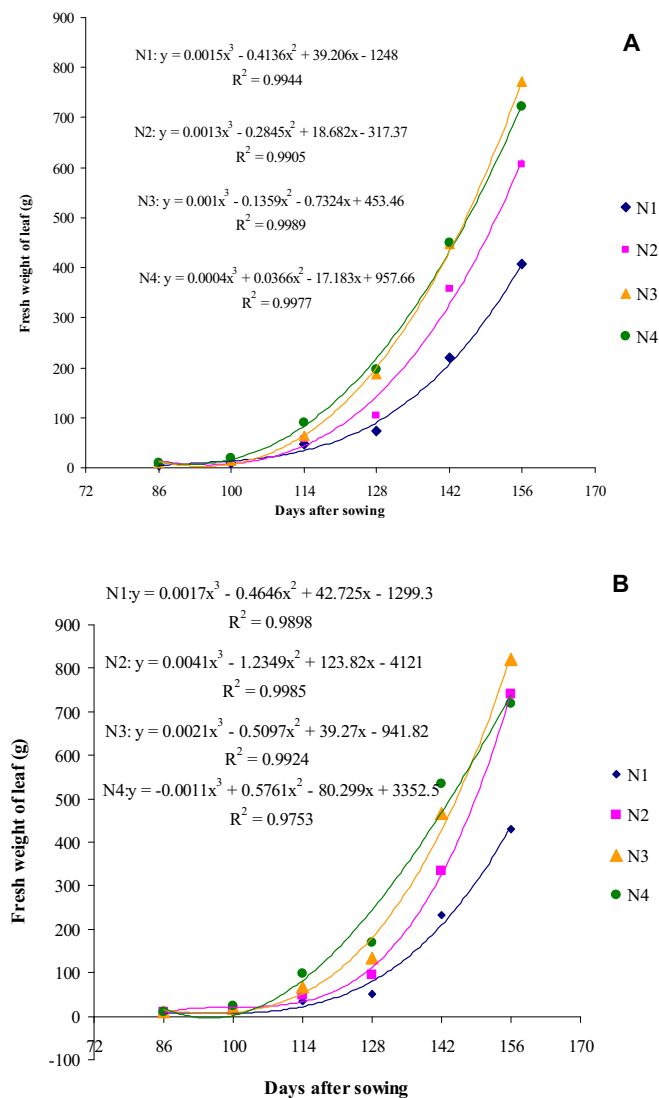 A
N1: y = 0.0015x³ - 0.4136x² + 39.206x - 1248
R² = 0.9944
N2: y = 0.0013x³ - 0.2845x² + 18.682x - 317.37
R² = 0.9905
N3: y = 0.001x³ - 0.1359x² - 0.7324x + 453.46
R² = 0.9989
N4: y = 0.0004x³ + 0.0366x² - 17.183x + 957.66
R² = 0.9977
Fresh weight of leaf (g)
900
800
700
600
500
400
300
200
100
0
72 86 100 114 128 142 156 170
Days after sowing
N1
N2
N3
N4
B
N1:y = 0.0017x³ - 0.4646x² + 42.725x - 1299.3
R² = 0.9898
N2: y = 0.0041x³ - 1.2349x² + 123.82x - 4121
R² = 0.9985
N3: y = 0.0021x³ - 0.5097x² + 39.27x - 941.82
R² = 0.9924
N4:y = -0.0011x³ + 0.5761x² - 80.299x + 3352.5
R² = 0.9753
Fresh weight of leaf (g)
900
800
700
600
500
400
300
200
100
0
-100
72 86 100 114 128 142 156 170
Days after sowing
N1
N2
N3
N4